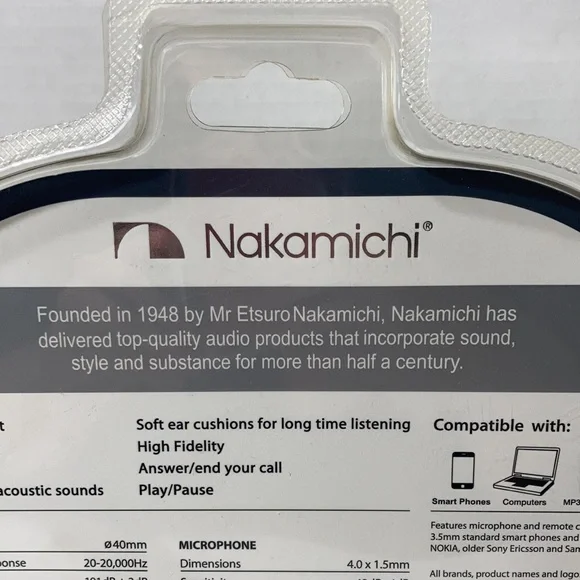 Nakamichi®
Founded in 1948 by Mr Etsuro Nakamichi, Nakamichi has
delivered top-quality audio products that incorporate sound,
style and substance for more than half a century.
Soft ear cushions for long time listening
High Fidelity
Answer/end your call
acoustic sounds Play/Pause
Compatible with:
Smart Phones Computers MP3
Features microphone and remote
3.5mm standard smart phones and
NOKIA, older Sony Ericsson and
All brands, product names and logos
ø40mm
20-20,000Hz
MICROPHONE
Dimensions 4.0 x 1.5mm